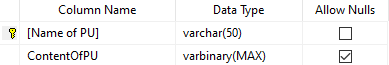 Column Name Data Type Allow Nulls
[Name of PU] varchar(50)
ContentOfPU varbinary(MAX)